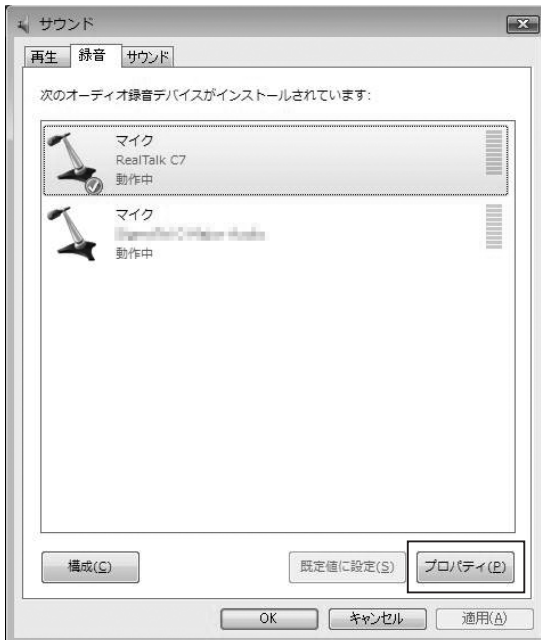 サウンド
再生 録音 サウンド
次のオーディオ録音デバイスがインストールされています:
マイク
RealTalk C7
動作中
マイク
動作中
構成(C) 既定値に設定(S) プロパティ(P)
OK キャンセル 適用(A)